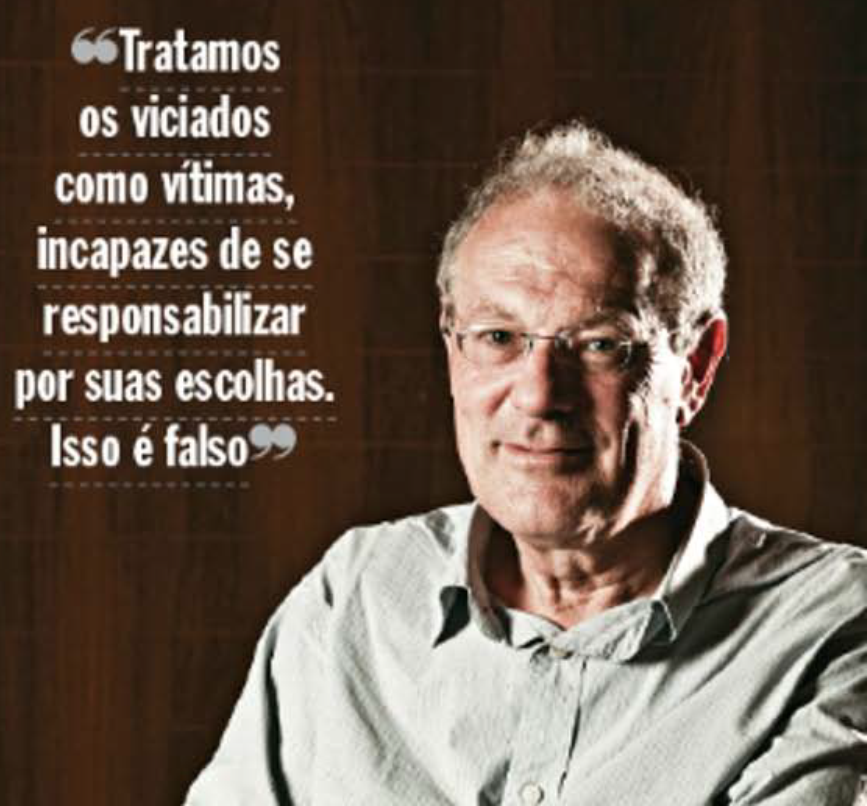 “Tratamos
os viciados
como vítimas,
incapazes de se
responsabilizar
por suas escolhas.
Isso é falso”